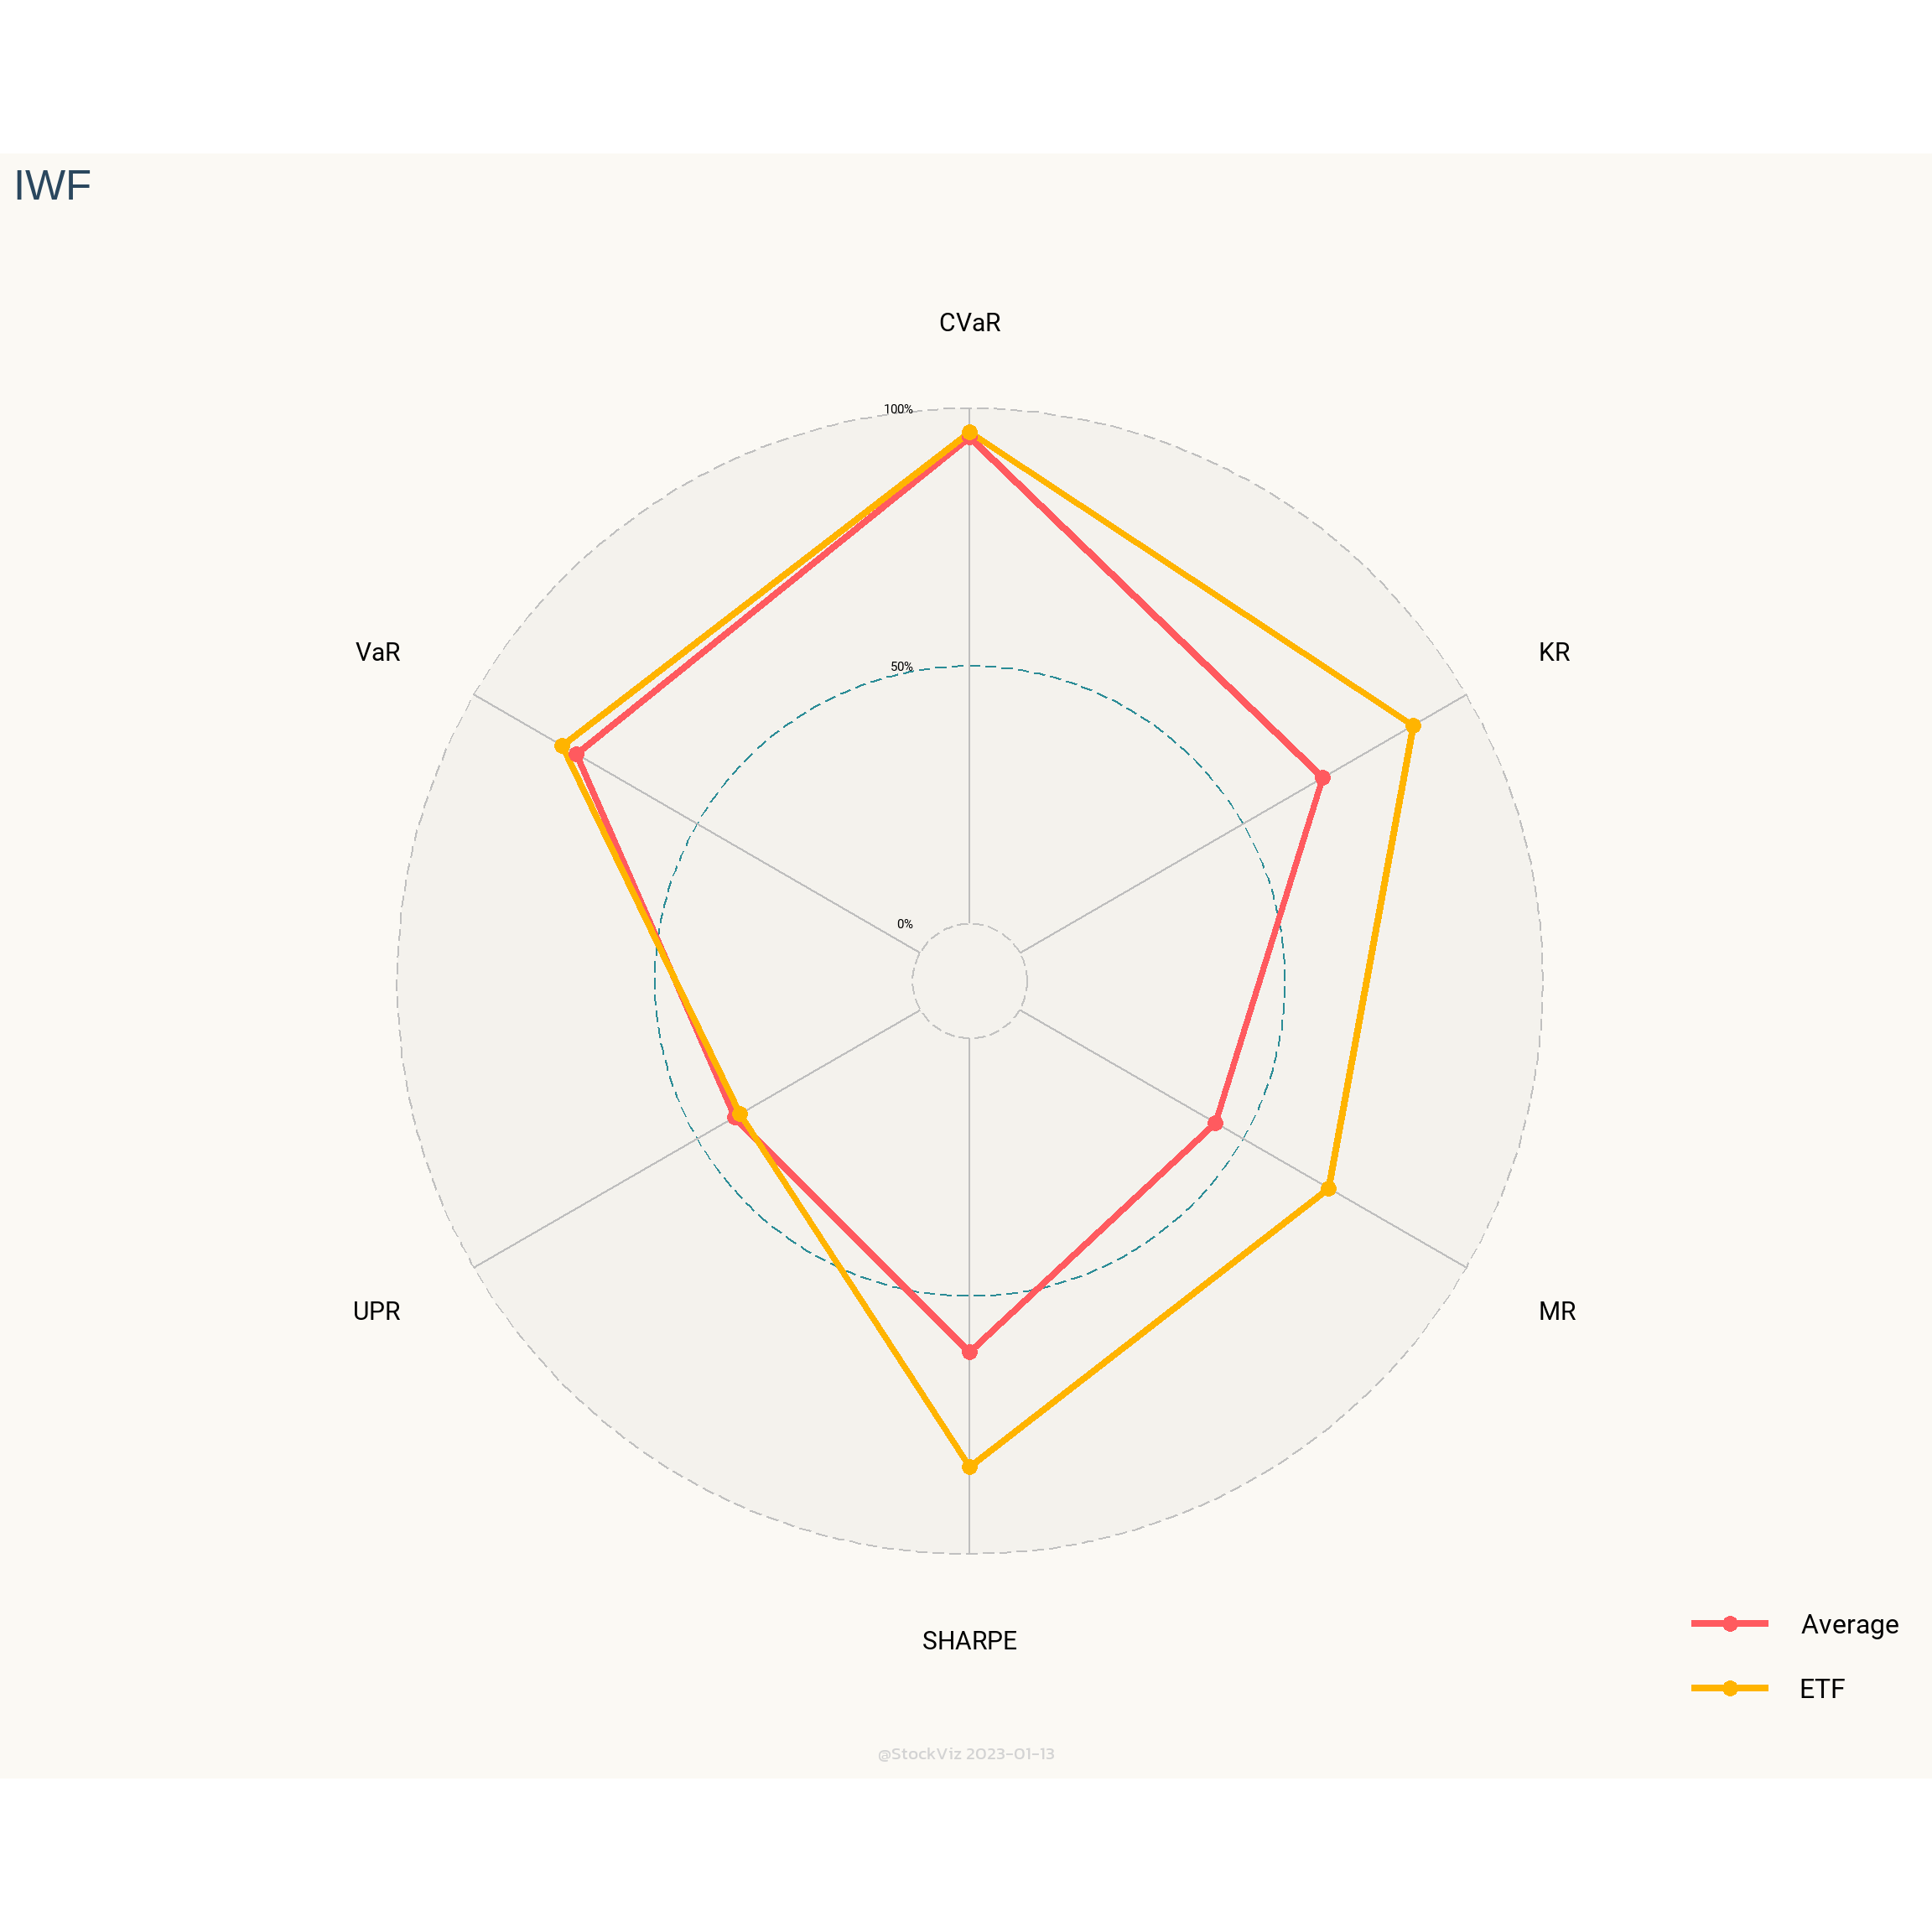 IWF
CVaR
100%
KR
VaR
50%
0%
UPR
MR
SHARPE
Average
ETF
@StockViz 2023-01-13